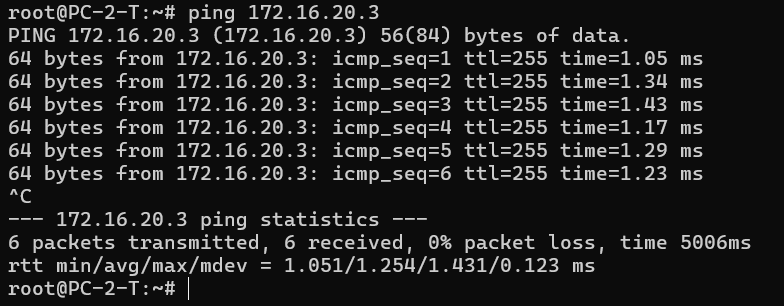 root@PC-2-T:~# ping 172.16.20.3
PING 172.16.20.3 (172.16.20.3) 56(84) bytes of data.
64 bytes from 172.16.20.3: icmp_seq=1 ttl=255 time=1.05 ms
64 bytes from 172.16.20.3: icmp_seq=2 ttl=255 time=1.34 ms
64 bytes from 172.16.20.3: icmp_seq=3 ttl=255 time=1.43 ms
64 bytes from 172.16.20.3: icmp_seq=4 ttl=255 time=1.17 ms
64 bytes from 172.16.20.3: icmp_seq=5 ttl=255 time=1.29 ms
64 bytes from 172.16.20.3: icmp_seq=6 ttl=255 time=1.23 ms
^C
--- 172.16.20.3 ping statistics ---
6 packets transmitted, 6 received, 0% packet loss, time 5006ms
rtt min/avg/max/mdev = 1.051/1.254/1.431/0.123 ms
root@PC-2-T:~#